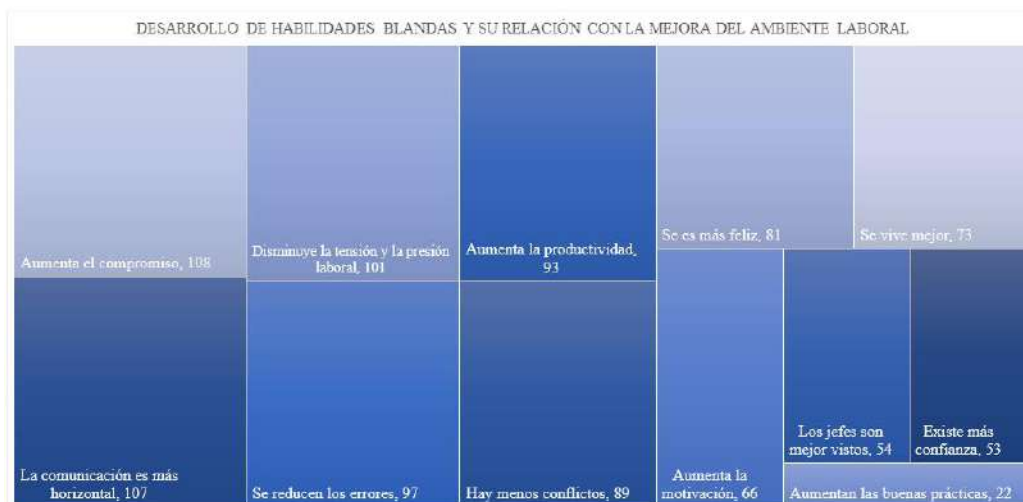 DESARROLLO DE HABILIDADES BLANDAS Y SU RELACIÓN CON LA MEJORA DEL AMBIENTE LABORAL
Aumenta el compromiso, 108
Disminuye la tensión y la presión
laboral, 101
Aumenta la productividad,
93
Se es más feliz, 81
Se vive mejor, 73
La comunicación es más
horizontal, 107
Se reducen los errores, 97
Hay menos conflictos, 89
Aumenta la
motivación, 66
Los jefes son
mejor vistos, 54
Existe más
confianza, 53
Aumentan las buenas prácticas, 22